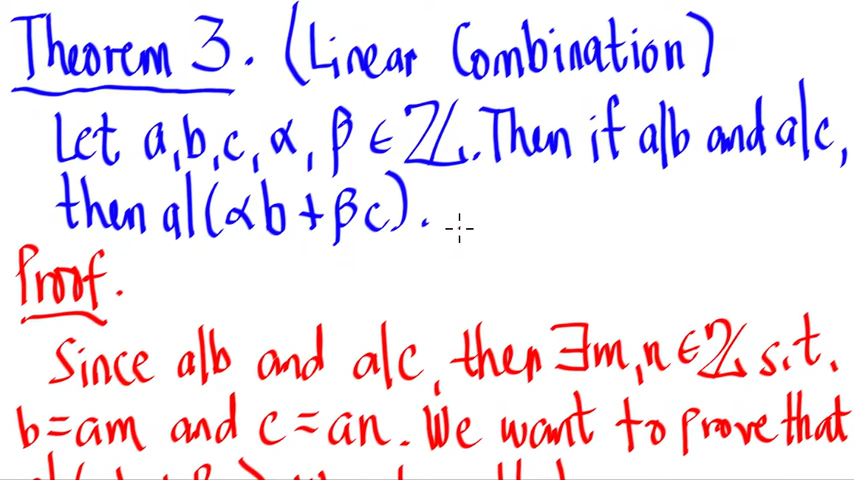 Theorem 3. (Linear Combination)
Let a, b, c, α, β ∈ ℤ. Then if a|b and a|c,
then a|(αb + βc).
Proof.
Since a|b and a|c, then ∃m, n ∈ ℤ s.t.
b = am and c = an. We want to prove that